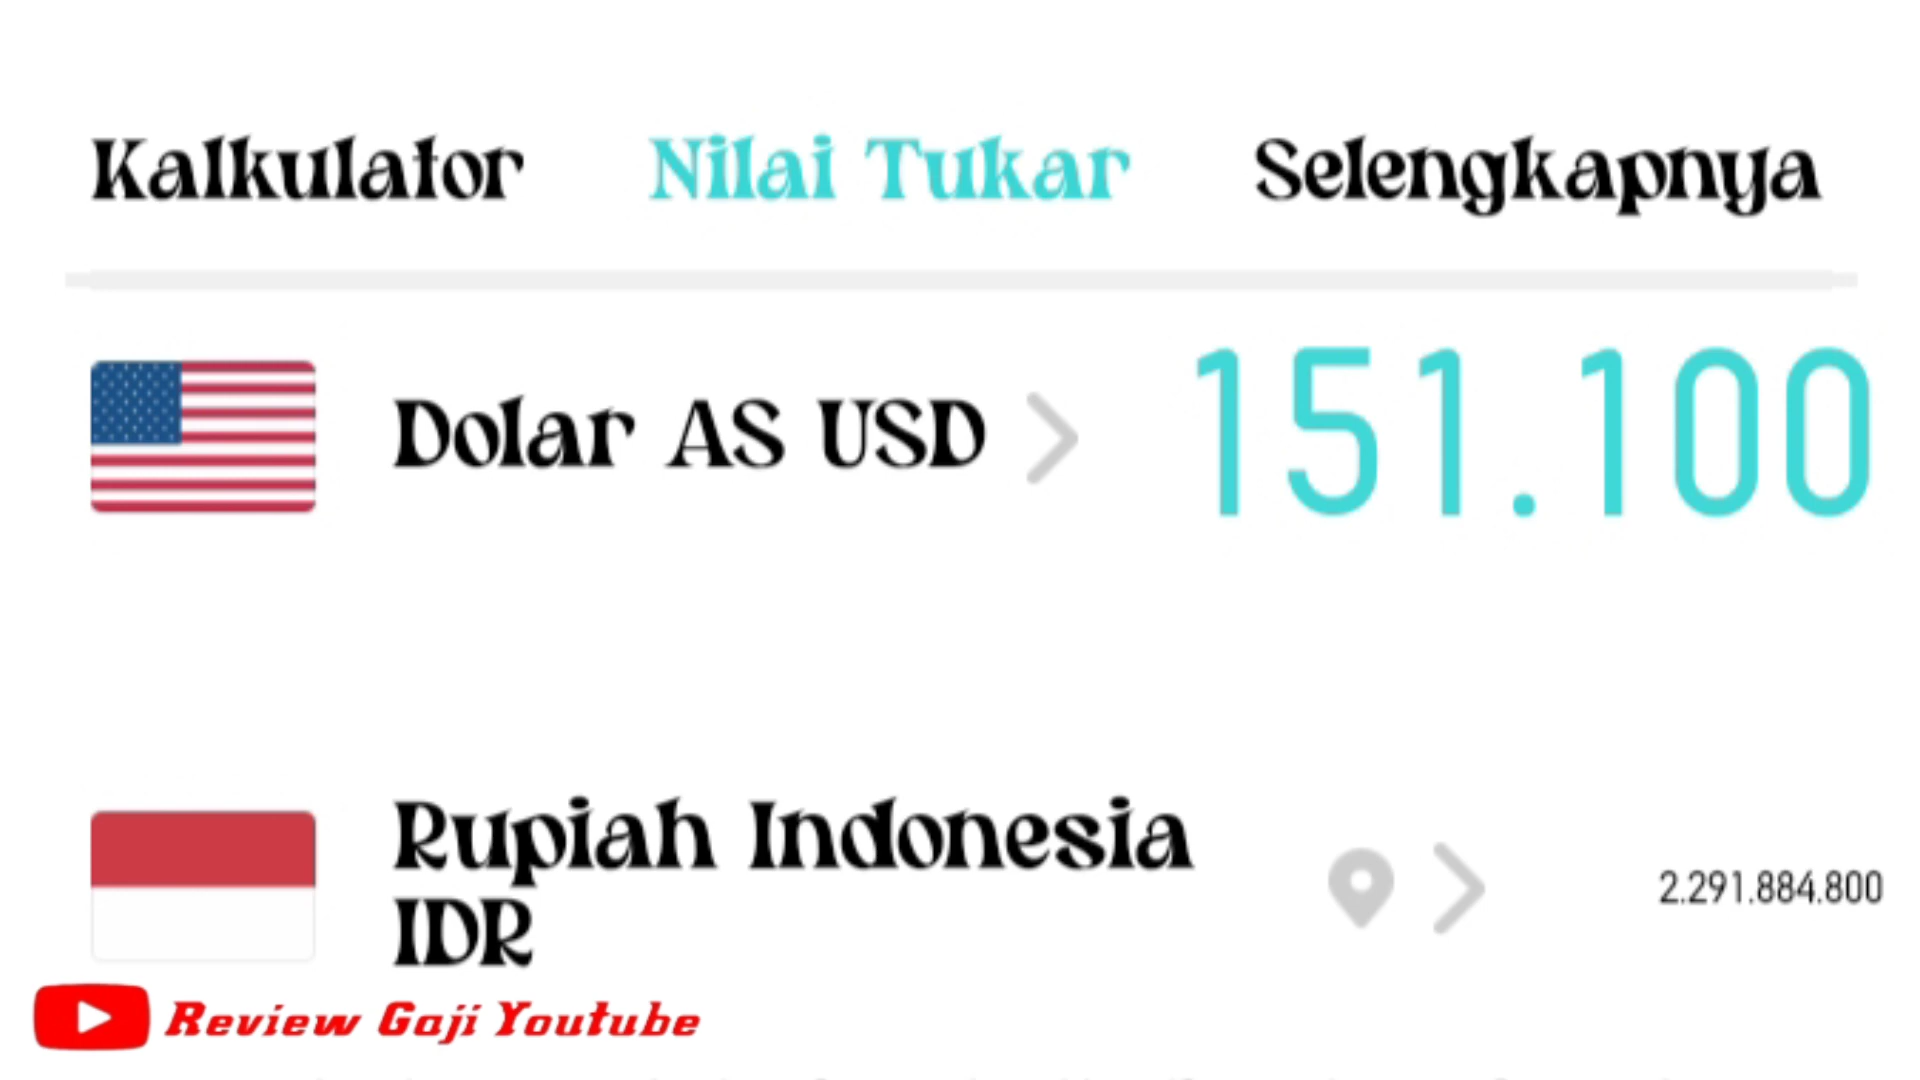 Kalkulator Nilai Tukar Selengkapnya
Dolar AS USD 151.100
Rupiah Indonesia
IDR
2.291.884.800
Review Gaji Youtube